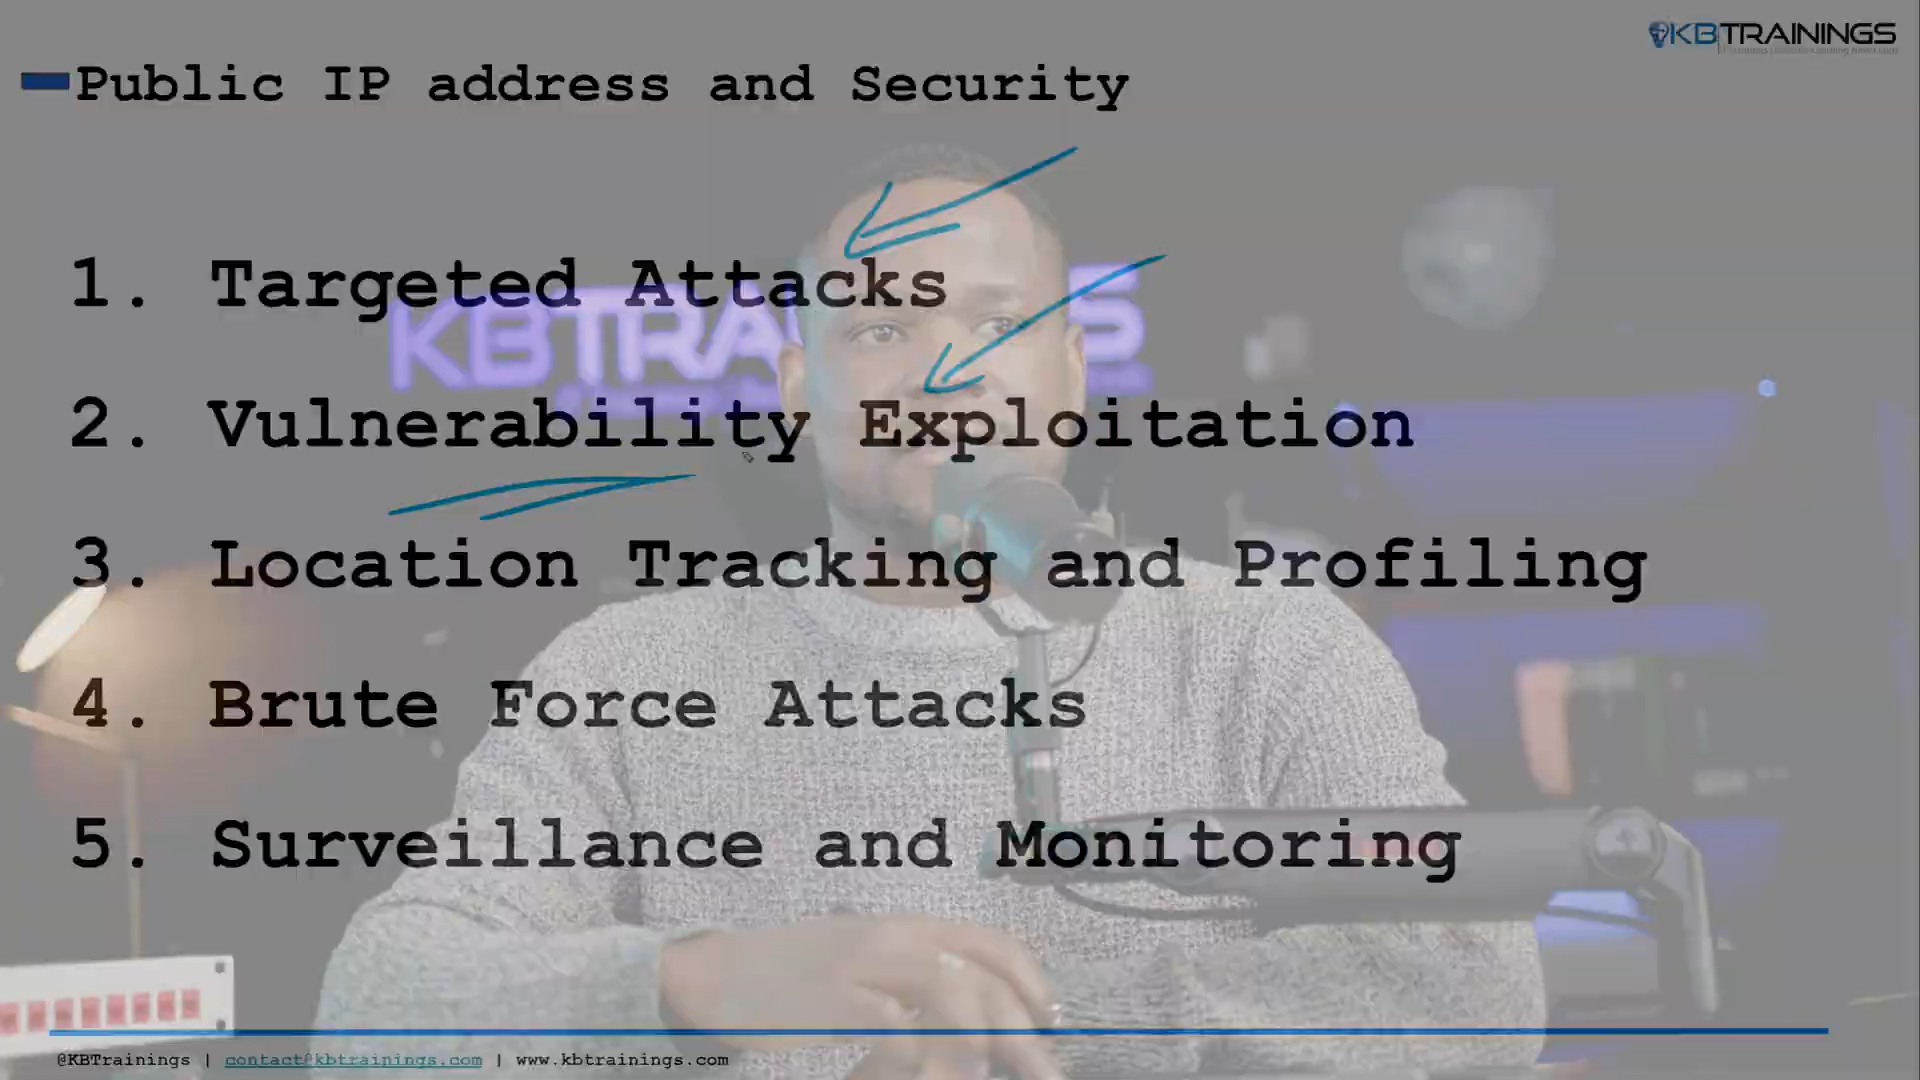 KBTRAININGS
Public IP address and Security
1. Targeted Attacks
KBTRA S
2. Vulnerability Exploitation
3. Location Tracking and Profiling
4. Brute Force Attacks
5. Surveillance and Monitoring
@KBTrainings | contact@kbtrainings.com | www.kbtrainings.com